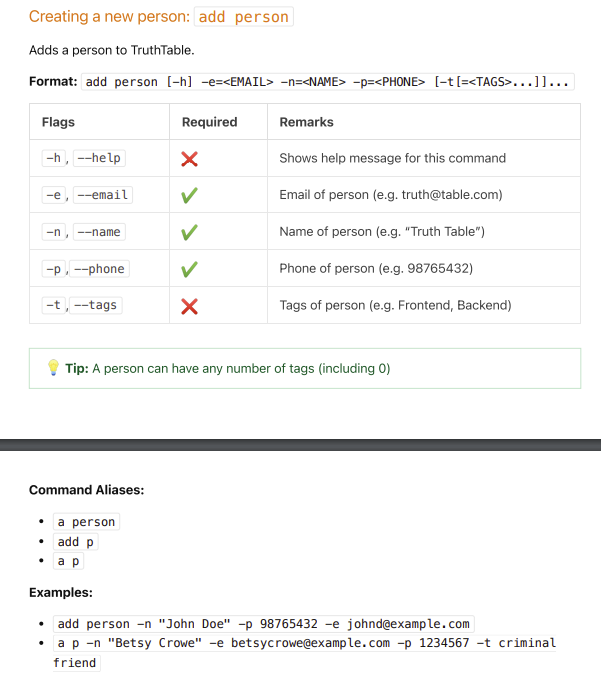 Creating a new person: add person
Adds a person to TruthTable.
Format: add person [-h] -e=<EMAIL> -n=<NAME> -p=<PHONE> [-t[=<TAGS>...]]...
Flags Required Remarks
-h, --help ❌ Shows help message for this command
-e, --email ✔ Email of person (e.g. truth@table.com)
-n, --name ✔ Name of person (e.g. “Truth Table”)
-p, --phone ✔ Phone of person (e.g. 98765432)
-t, --tags ❌ Tags of person (e.g. Frontend, Backend)
💡 Tip: A person can have any number of tags (including 0)
Command Aliases:
• a person
• add p
• a p
Examples:
• add person -n "John Doe" -p 98765432 -e johnd@example.com
• a p -n "Betsy Crowe" -e betsycrowe@example.com -p 1234567 -t criminal
friend